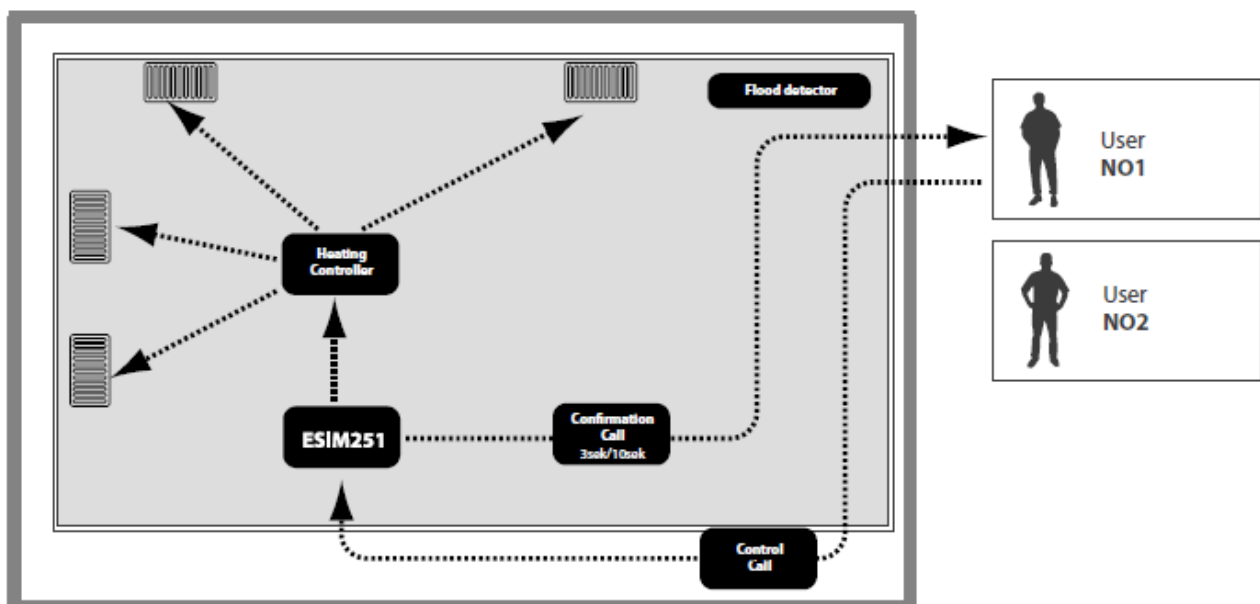 Flood detector
User
NO1
Heating
Controller
User
NO2
ESIM251
Confirmation
Call
3sek/10sek
Control
Call